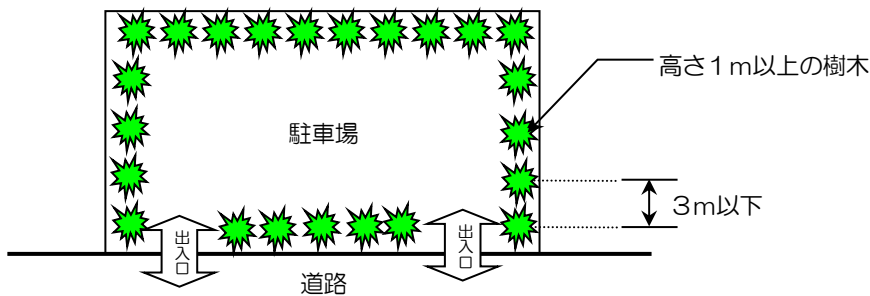 高さ1m以上の樹木
駐車場
3m以下
出入口
出入口
道路